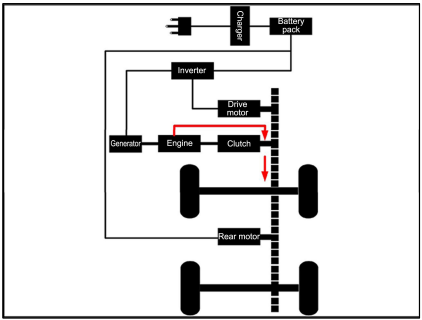 Charger
Battery
pack
Inverter
Drive
motor
Generator
Engine
Clutch
Rear motor